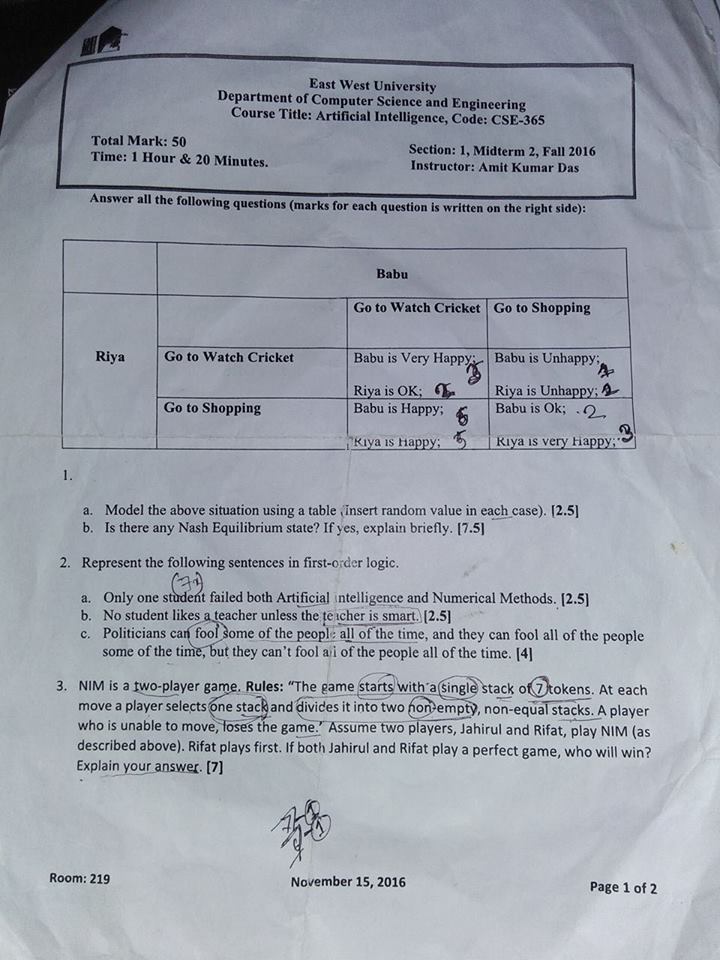 East West University
Department of Computer Science and Engineering
Course Title: Artificial Intelligence, Code: CSE-365
Total Mark: 50
Time: 1 Hour & 20 Minutes.
Section: 1, Midterm 2, Fall 2016
Instructor: Amit Kumar Das
Answer all the following questions (marks for each question is written on the right side):
Babu
Go to Watch Cricket Go to Shopping
Riya Go to Watch Cricket Babu is Very Happy; Babu is Unhappy;
Riya is OK; Riya is Unhappy; 2
Go to Shopping Babu is Happy; Babu is Ok; 2
Riya is Happy; 5 Riya is very Happy; 3
1.
a. Model the above situation using a table (insert random value in each case). [2.5]
b. Is there any Nash Equilibrium state? If yes, explain briefly. [7.5]
2. Represent the following sentences in first-order logic.
a. Only one student failed both Artificial intelligence and Numerical Methods. [2.5]
b. No student likes a teacher unless the teacher is smart. [2.5]
c. Politicians can fool some of the people all of the time, and they can fool all of the people
some of the time, but they can't fool all of the people all of the time. [4]
3. NIM is a two-player game. Rules: "The game starts with a single stack of 7 tokens. At each
move a player selects one stack and divides it into two non-empty, non-equal stacks. A player
who is unable to move, loses the game.' Assume two players, Jahirul and Rifat, play NIM (as
described above). Rifat plays first. If both Jahirul and Rifat play a perfect game, who will win?
Explain your answer. [7]
Room: 219
November 15, 2016
Page 1 of 2